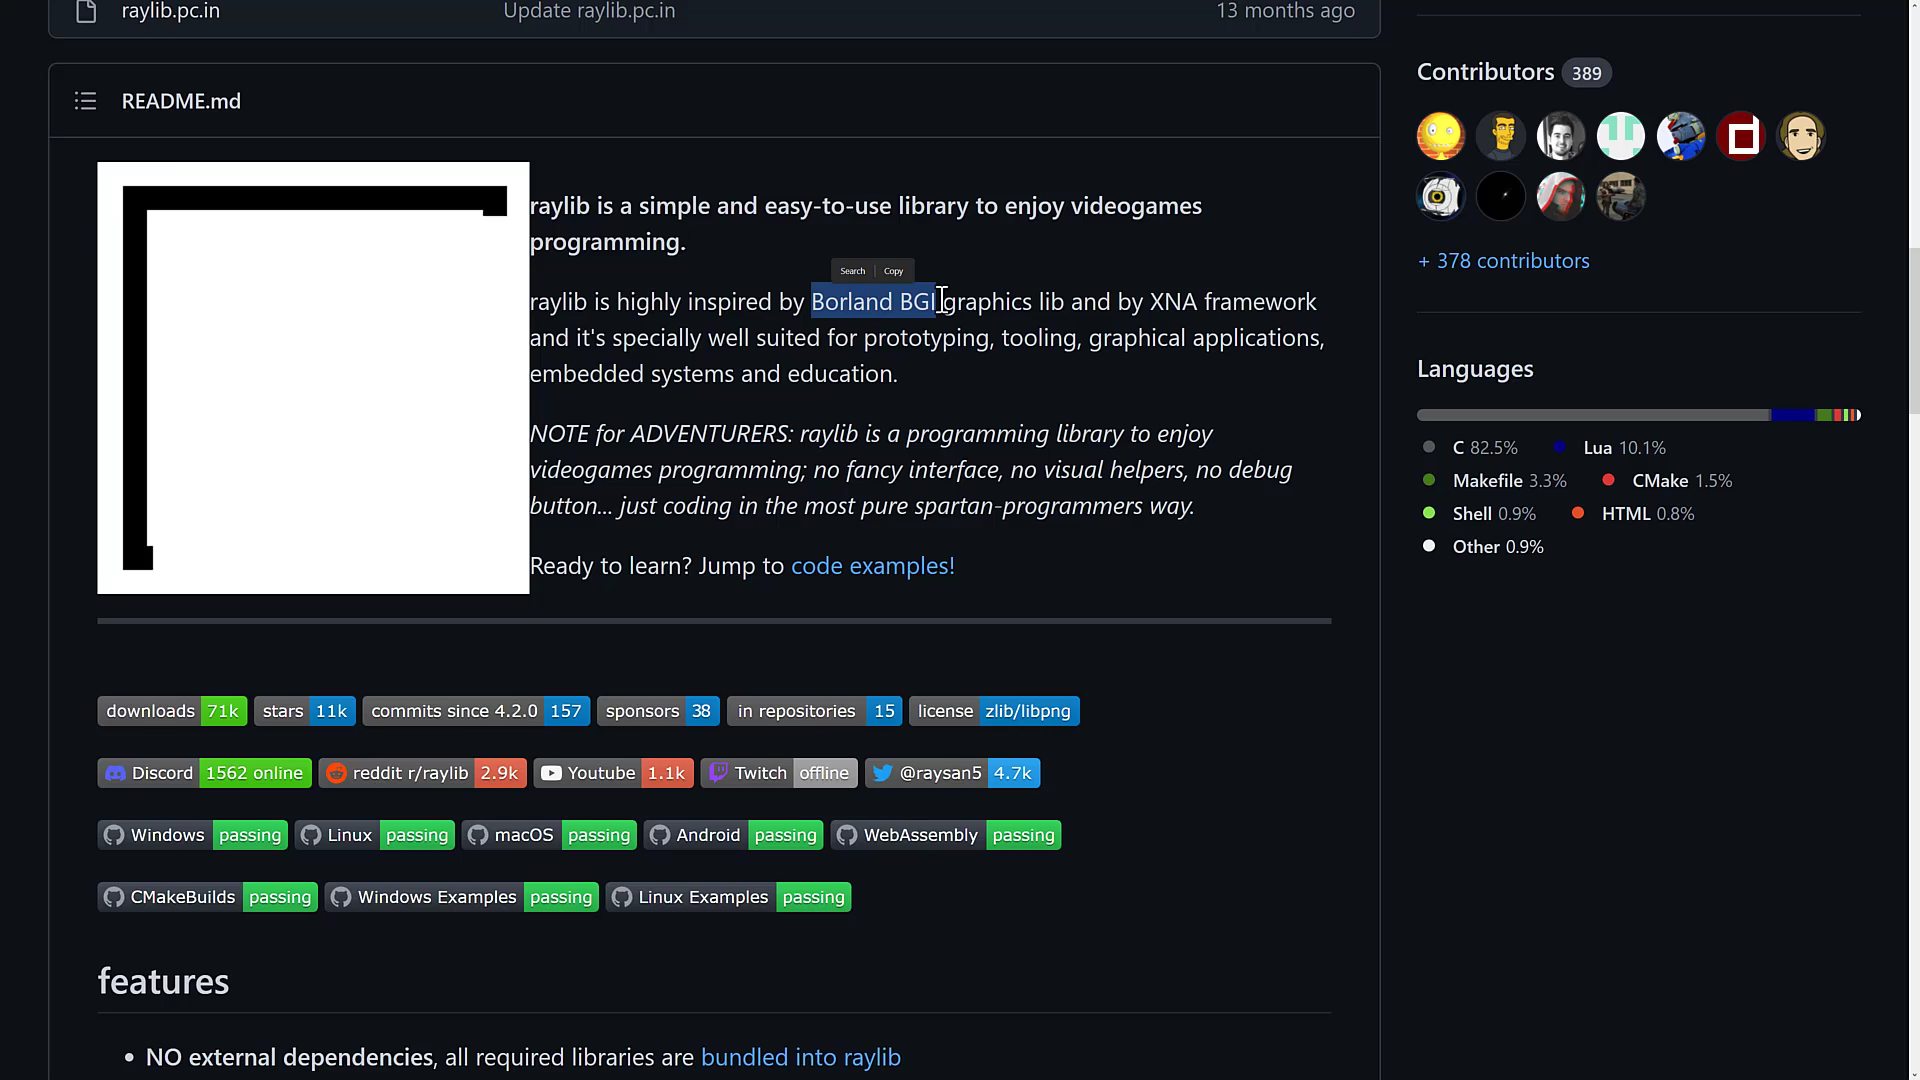 raylib.pc.in Update raylib.pc.in 13 months ago
README.md
raylib is a simple and easy-to-use library to enjoy videogames
programming.
Search Copy
raylib is highly inspired by Borland BGI graphics lib and by XNA framework
and it's specially well suited for prototyping, tooling, graphical applications,
embedded systems and education.
NOTE for ADVENTURERS: raylib is a programming library to enjoy
videogames programming; no fancy interface, no visual helpers, no debug
button... just coding in the most pure spartan-programmers way.
Ready to learn? Jump to code examples!
downloads 71k stars 11k commits since 4.2.0 157 sponsors 38 in repositories 15 license zlib/libpng
Discord 1562 online reddit r/raylib 2.9k Youtube 1.1k Twitch offline @raysan5 4.7k
Windows passing Linux passing macOS passing Android passing WebAssembly passing
CMakeBuilds passing Windows Examples passing Linux Examples passing
features
• NO external dependencies, all required libraries are bundled into raylib
Contributors 389
+ 378 contributors
Languages
C 82.5% Lua 10.1%
Makefile 3.3% CMake 1.5%
Shell 0.9% HTML 0.8%
Other 0.9%